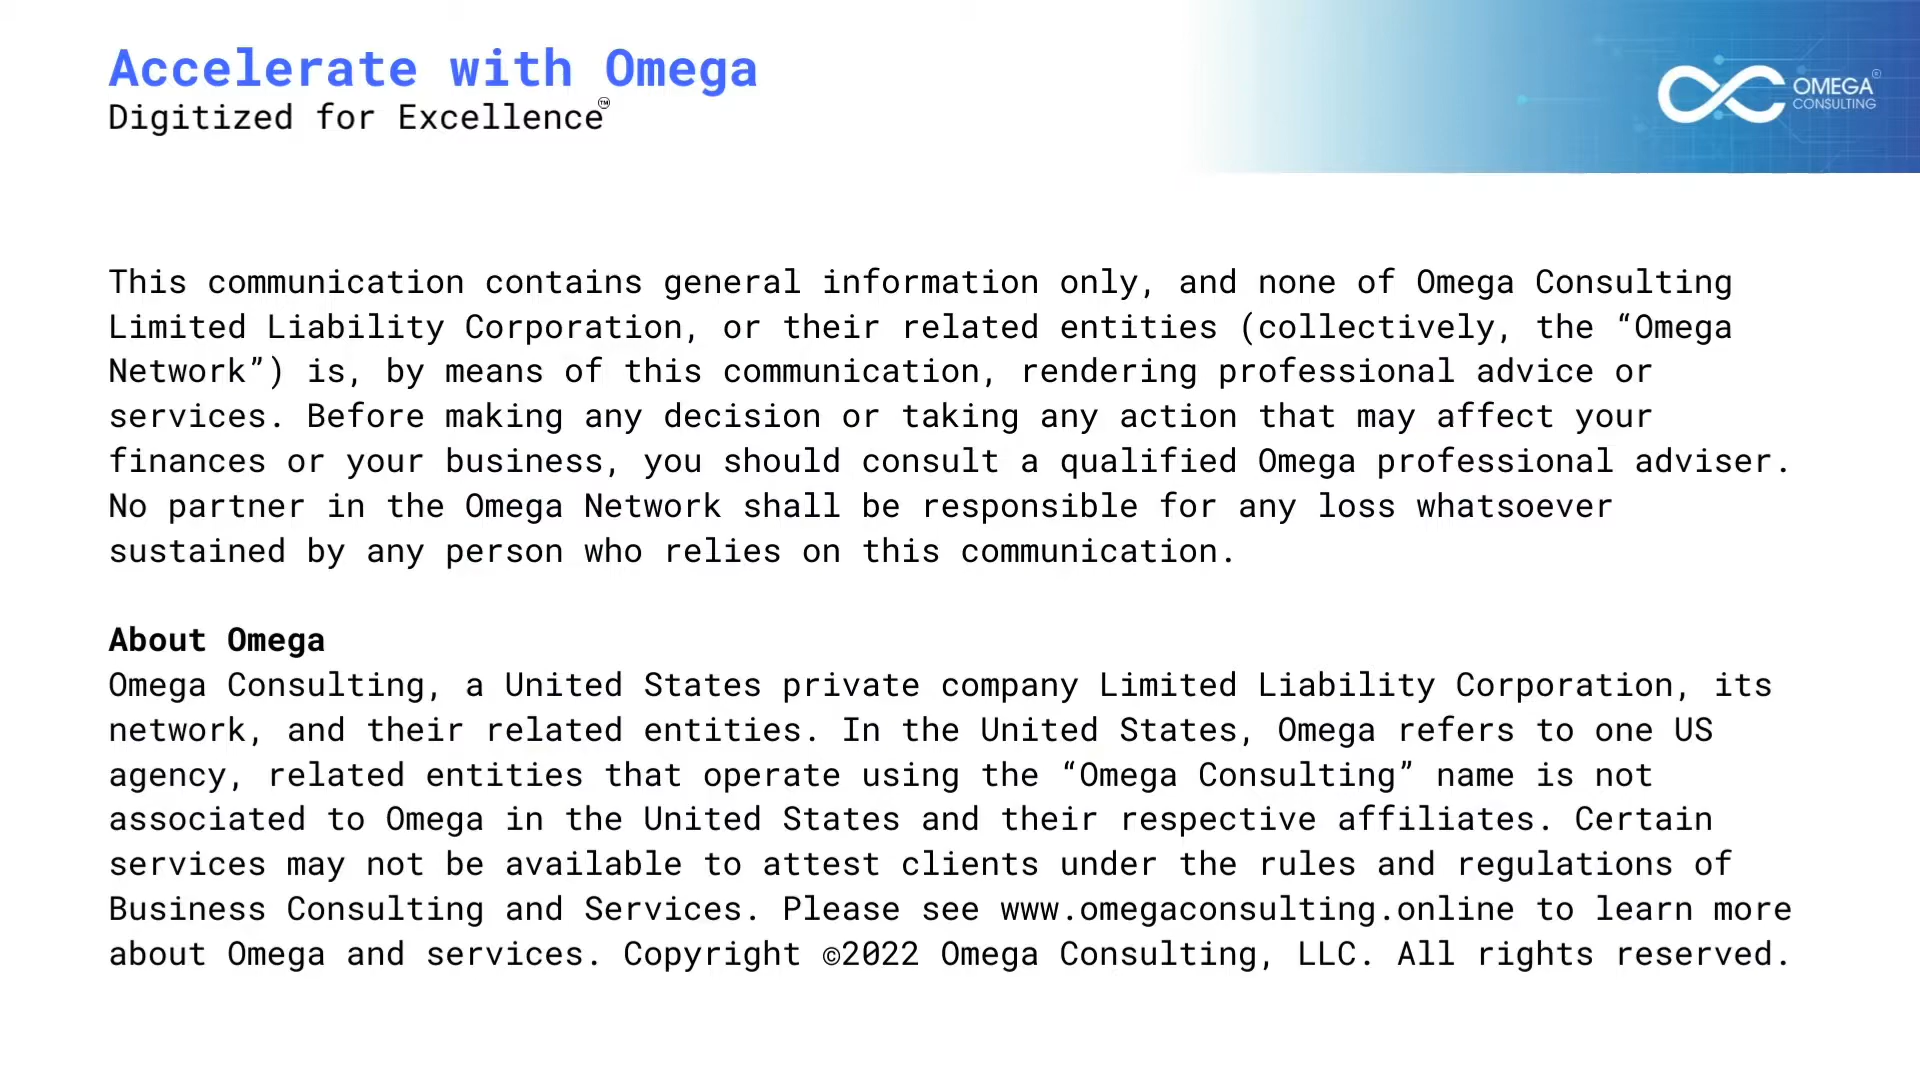 Accelerate with Omega
Digitized for Excellence™
OMEGA®
CONSULTING
This communication contains general information only, and none of Omega Consulting
Limited Liability Corporation, or their related entities (collectively, the “Omega
Network”) is, by means of this communication, rendering professional advice or
services. Before making any decision or taking any action that may affect your
finances or your business, you should consult a qualified Omega professional adviser.
No partner in the Omega Network shall be responsible for any loss whatsoever
sustained by any person who relies on this communication.
About Omega
Omega Consulting, a United States private company Limited Liability Corporation, its
network, and their related entities. In the United States, Omega refers to one US
agency, related entities that operate using the “Omega Consulting” name is not
associated to Omega in the United States and their respective affiliates. Certain
services may not be available to attest clients under the rules and regulations of
Business Consulting and Services. Please see www.omegaconsulting.online to learn more
about Omega and services. Copyright ©2022 Omega Consulting, LLC. All rights reserved.